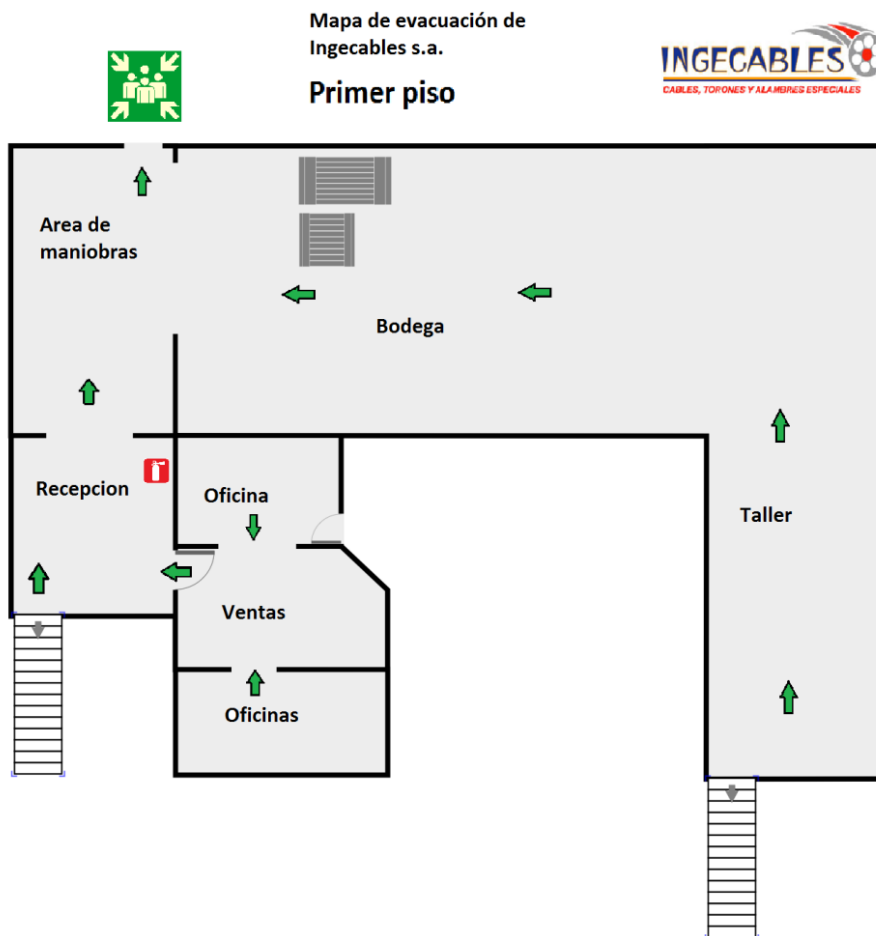 Mapa de evacuación de
Ingecables s.a.
Primer piso
INGECABLES
CABLES, TORONES Y ALAMBRES ESPECIALES
Area de
maniobras
Bodega
Recepcion
Oficina
Taller
Ventas
Oficinas